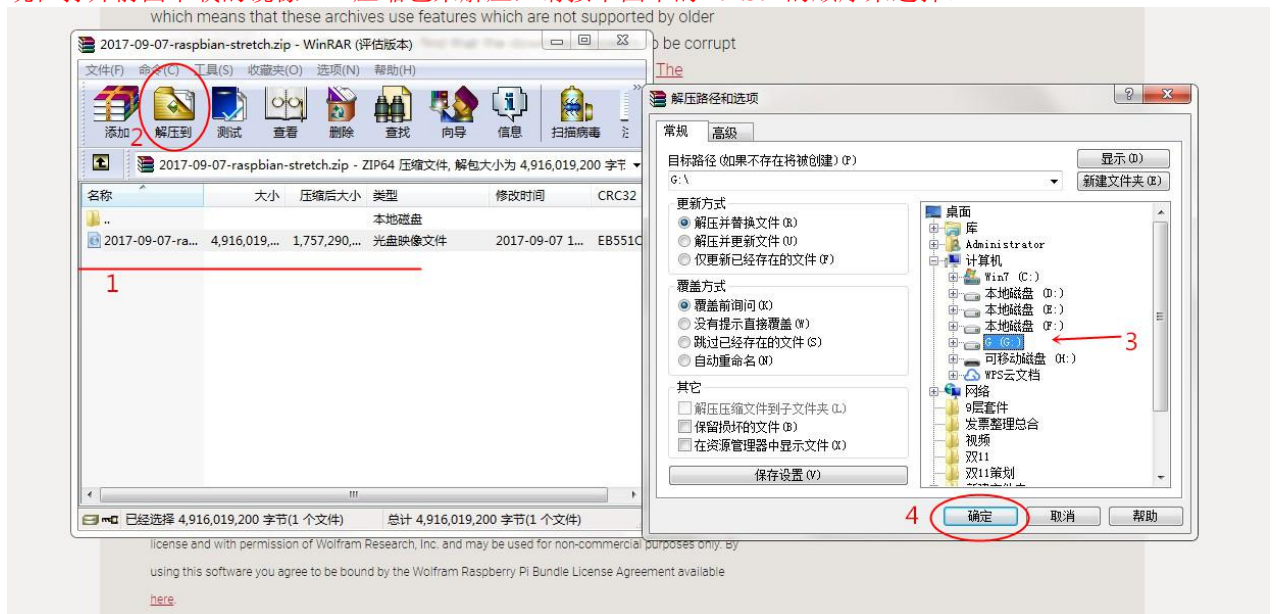 which means that these archives use features which are not supported by older
to be corrupt
The
2017-09-07-raspbian-stretch.zip - WinRAR (评估版本)
文件(F) 命令(C) 工具(S) 收藏夹(O) 选项(N) 帮助(H)
添加 解压到 测试 查看 删除 查找 向导 信息 扫描病毒
2
2017-09-07-raspbian-stretch.zip - ZIP64 压缩文件, 解包大小为 4,916,019,200 字节
名称 大小 压缩后大小 类型 修改时间 CRC32
.. 本地磁盘
2017-09-07-ra... 4,916,019,... 1,757,290,... 光盘映像文件 2017-09-07 1... EB551C
1
已经选择 4,916,019,200 字节(1 个文件) 总计 4,916,019,200 字节(1 个文件)
解压路径和选项
常规 高级
目标路径(如果不存在将被创建)(P)
显示(D)
G:\
新建文件夹(E)
更新方式
解压并替换文件(R)
解压并更新文件(U)
仅更新已经存在的文件(F)
覆盖方式
覆盖前询问(K)
没有提示直接覆盖(W)
跳过已经存在的文件(S)
自动重命名(N)
其它
解压压缩文件到子文件夹(L)
保留损坏的文件(B)
在资源管理器中显示文件(X)
保存设置(V)
桌面
库
Administrator
计算机
Win7 (C:)
本地磁盘 (D:)
本地磁盘 (E:)
本地磁盘 (F:)
G (G:)
3
可移动磁盘 (H:)
WPS云文档
网络
9层套件
发票整理总合
视频
双11
双11策划
4
确定 取消 帮助
license and with permission of Wolfram Research, Inc. and may be used for non-commercial purposes only. By
using this software you agree to be bound by the Wolfram Raspberry Pi Bundle License Agreement available
here.